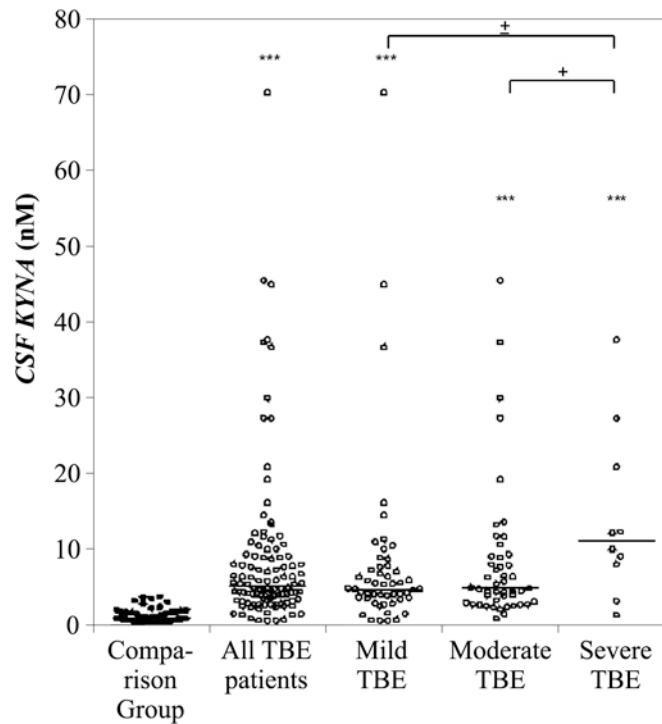 80
±
***
***
+
70
60
***
***
50
CSF KYNA (nM)
40
30
20
10
0
Compa-
rison
Group
All TBE
patients
Mild
TBE
Moderate
TBE
Severe
TBE